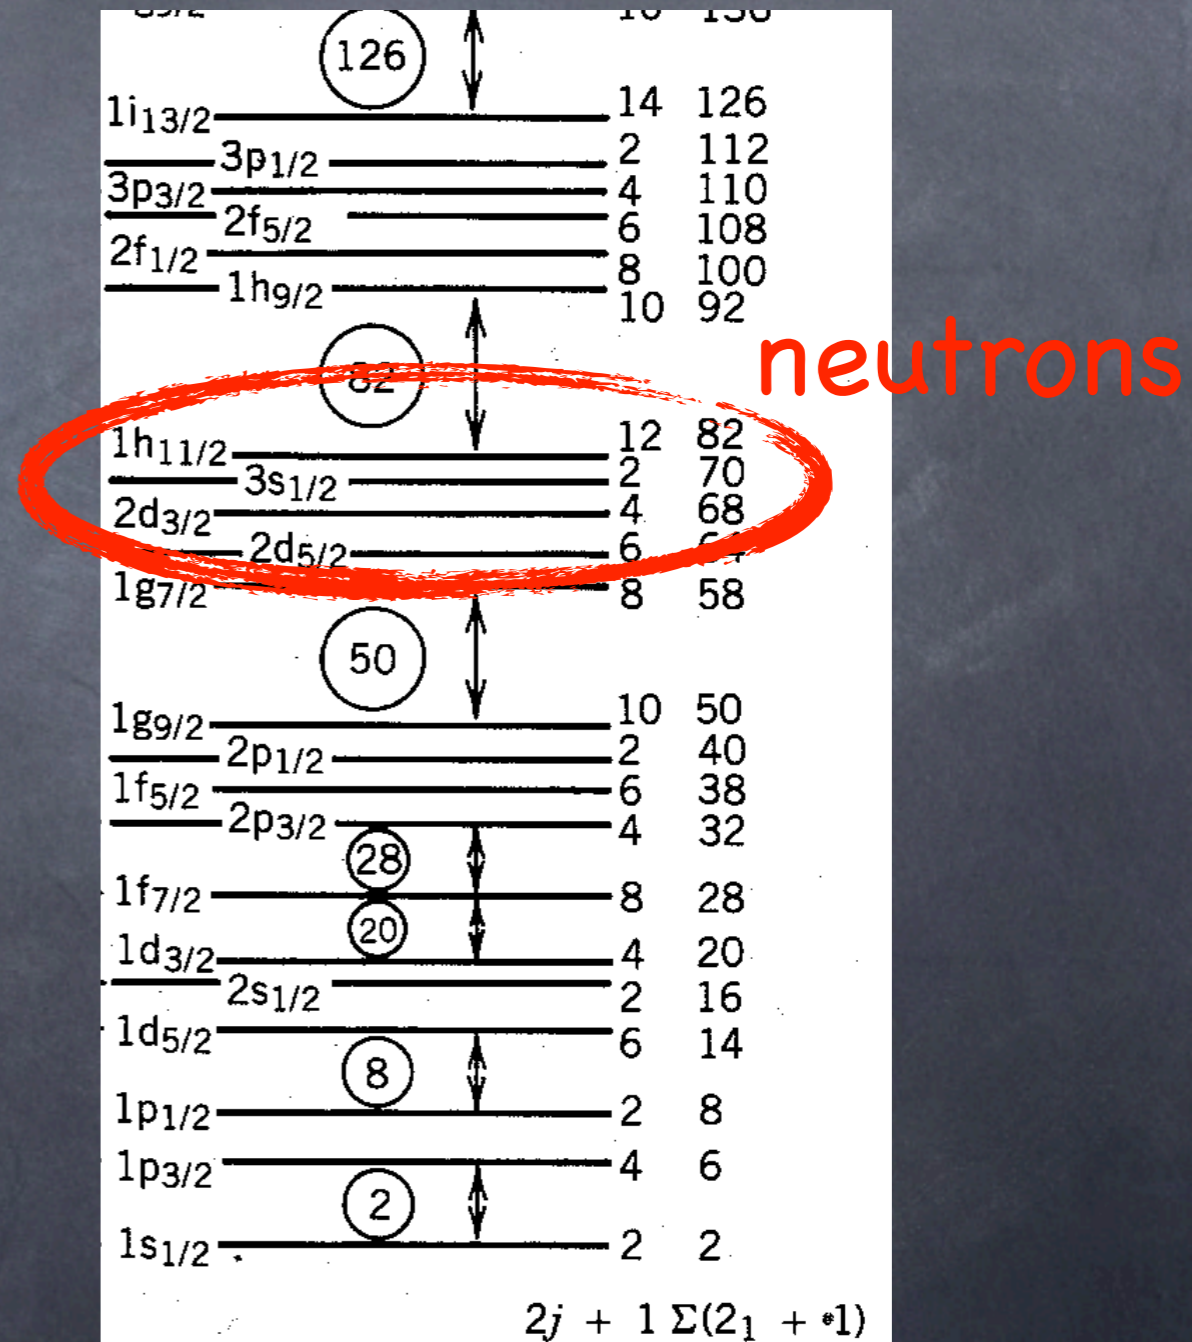 126
1i13/2 14 126
3p1/2 2 112
3p3/2 4 110
2f5/2 6 108
2f1/2 8 100
1h9/2 10 92
neutrons
82
1h11/2 12 82
3s1/2 2 70
2d3/2 4 68
2d5/2 6 64
1g7/2 8 58
50
1g9/2 10 50
2p1/2 2 40
1f5/2 6 38
2p3/2 4 32
28
1f7/2 8 28
20
1d3/2 4 20
2s1/2 2 16
1d5/2 6 14
8
1p1/2 2 8
1p3/2 4 6
2
1s1/2 2 2
2j + 1 Σ(21 + 1)